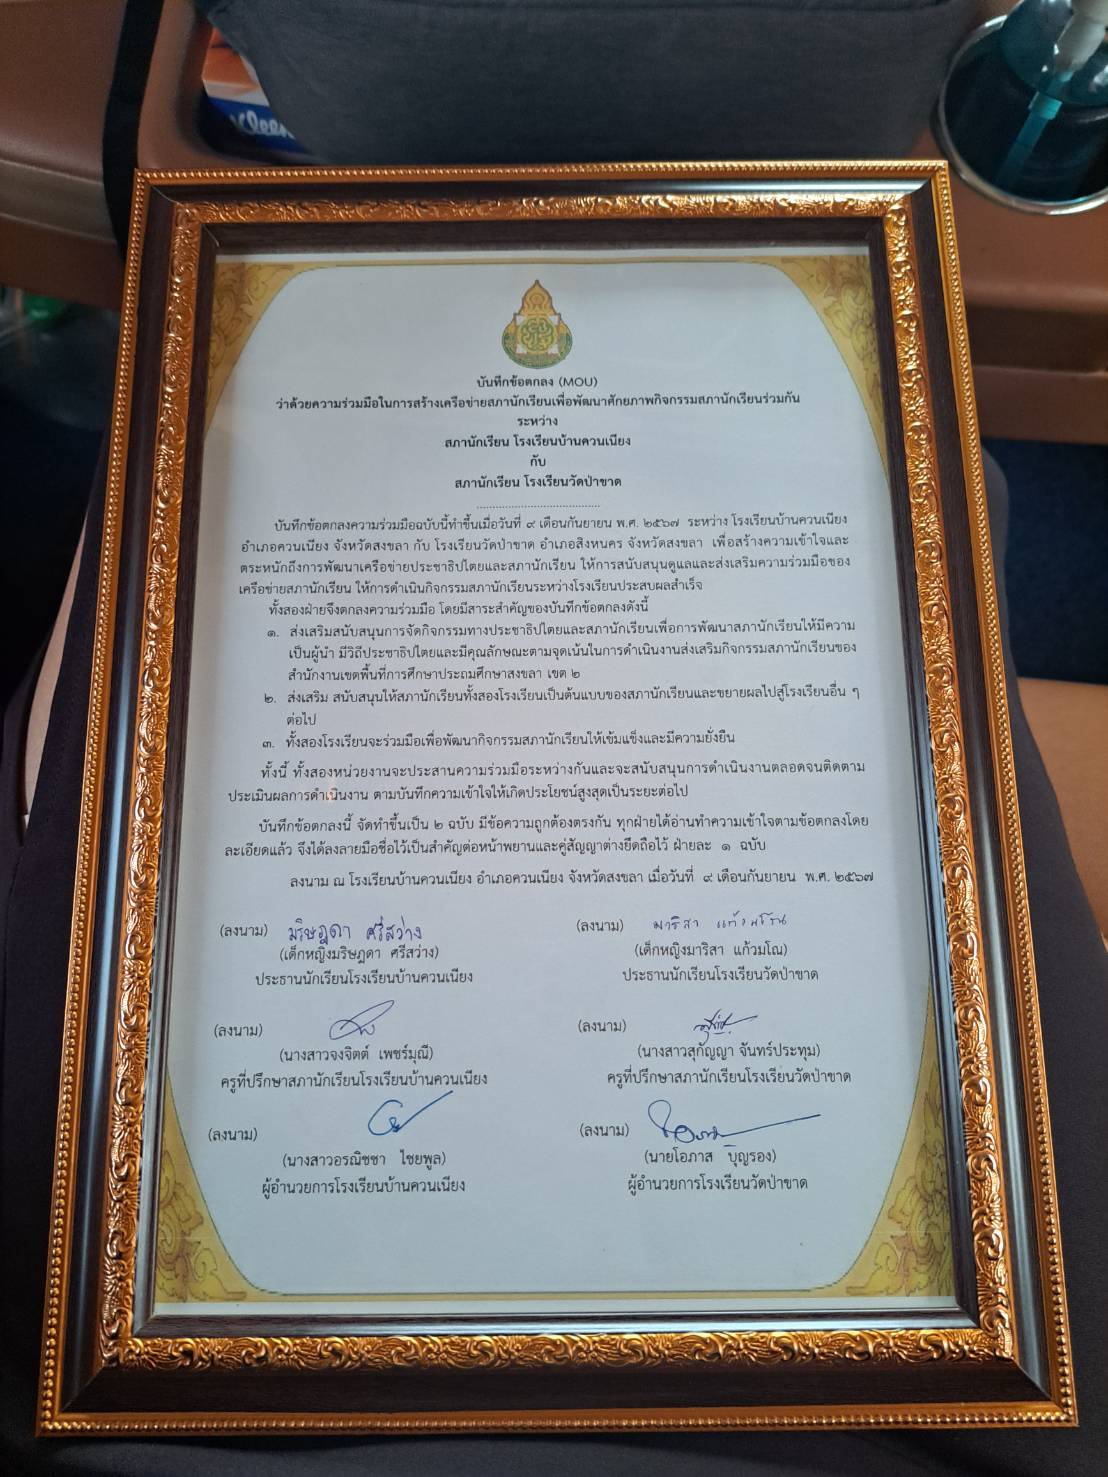 Kleen
บันทึกข้อตกลง (MOU)
ว่าด้วยความร่วมมือในการสร้างเครือข่ายสภานักเรียนเพื่อพัฒนาศักยภาพกิจกรรมสภานักเรียนร่วมกัน
ระหว่าง
สภานักเรียน โรงเรียนบ้านควนเนียง
กับ
สภานักเรียน โรงเรียนวัดป่าขาด
.......................................
บันทึกข้อตกลงความร่วมมือฉบับนี้ทำขึ้นเมื่อวันที่ ๙ เดือนกันยายน พ.ศ. ๒๕๖๗ ระหว่าง โรงเรียนบ้านควนเนียง
อำเภอควนเนียง จังหวัดสงขลา กับ โรงเรียนวัดป่าขาด อำเภอสิงหนคร จังหวัดสงขลา เพื่อสร้างความเข้าใจและ
ตระหนักถึงการพัฒนาเครือข่ายประชาธิปไตยและสภานักเรียน ให้การสนับสนุนดูแลและส่งเสริมความร่วมมือของ
เครือข่ายสภานักเรียน ให้การดำเนินกิจกรรมสภานักเรียนระหว่างโรงเรียนประสบผลสำเร็จ
ทั้งสองฝ่ายจึงตกลงความร่วมมือ โดยมีสาระสำคัญของบันทึกข้อตกลงดังนี้
๑. ส่งเสริมสนับสนุนการจัดกิจกรรมทางประชาธิปไตยและสภานักเรียนเพื่อการพัฒนาสภานักเรียนให้มีความ
เป็นผู้นำ มีวิถีประชาธิปไตยและมีคุณลักษณะตามจุดเน้นในการดำเนินงานส่งเสริมกิจกรรมสภานักเรียนของ
สำนักงานเขตพื้นที่การศึกษาประถมศึกษาสงขลา เขต ๒
๒. ส่งเสริม สนับสนุนให้สภานักเรียนทั้งสองโรงเรียนเป็นต้นแบบของสภานักเรียนและขยายผลไปสู่โรงเรียนอื่น ๆ
ต่อไป
๓. ทั้งสองโรงเรียนจะร่วมมือเพื่อพัฒนากิจกรรมสภานักเรียนให้เข้มแข็งและมีความยั่งยืน
ทั้งนี้ ทั้งสองหน่วยงานจะประสานความร่วมมือระหว่างกันและจะสนับสนุนการดำเนินงานตลอดจนติดตาม
ประเมินผลการดำเนินงาน ตามบันทึกความเข้าใจให้เกิดประโยชน์สูงสุดเป็นระยะต่อไป
บันทึกข้อตกลงนี้ จัดทำขึ้นเป็น ๒ ฉบับ มีข้อความถูกต้องตรงกัน ทุกฝ่ายได้อ่านทำความเข้าใจตามข้อตกลงโดย
ละเอียดแล้ว จึงได้ลงลายมือชื่อไว้เป็นสำคัญต่อหน้าพยานและคู่สัญญาต่างยึดถือไว้ ฝ่ายละ ๑ ฉบับ
ลงนาม ณ โรงเรียนบ้านควนเนียง อำเภอควนเนียง จังหวัดสงขลา เมื่อวันที่ ๙ เดือนกันยายน พ.ศ. ๒๕๖๗
(ลงนาม) มริษฎดา ศรีสว่าง (ลงนาม) มาริสา แก้วมโณ
(เด็กหญิงมริษฎดา ศรีสว่าง) (เด็กหญิงมาริสา แก้วมโณ)
ประธานนักเรียนโรงเรียนบ้านควนเนียง ประธานนักเรียนโรงเรียนวัดป่าขาด
(ลงนาม) (ลงนาม)
(นางสาวจงจิตต์ เพชร์มุณี) (นางสาวสุกัญญา จันทร์ประทุม)
ครูที่ปรึกษาสภานักเรียนโรงเรียนบ้านควนเนียง ครูที่ปรึกษาสภานักเรียนโรงเรียนวัดป่าขาด
(ลงนาม) (ลงนาม)
(นางสาวอรณิชชา ไชยพูล) (นายโอภาส บุญรอง)
ผู้อำนวยการโรงเรียนบ้านควนเนียง ผู้อำนวยการโรงเรียนวัดป่าขาด